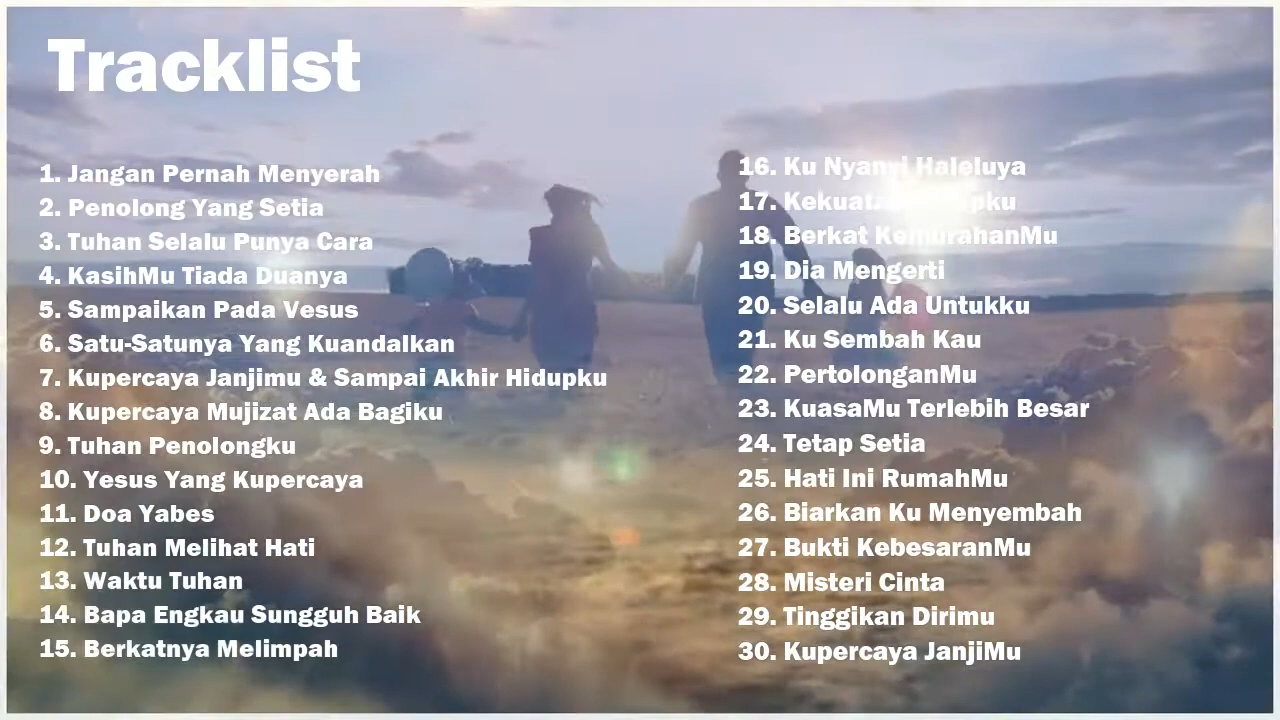 Tracklist
1. Jangan Pernah Menyerah
2. Penolong Yang Setia
3. Tuhan Selalu Punya Cara
4. KasihMu Tiada Duanya
5. Sampaikan Pada Vesus
6. Satu-Satunya Yang Kuandalkan
7. Kupercaya Janjimu & Sampai Akhir Hidupku
8. Kupercaya Mujizat Ada Bagiku
9. Tuhan Penolongku
10. Yesus Yang Kupercaya
11. Doa Yabes
12. Tuhan Melihat Hati
13. Waktu Tuhan
14. Bapa Engkau Sungguh Baik
15. Berkatnya Melimpah
16. Ku Nyanyi Haleluya
17.
18. Berkat KemurahanMu
19. Dia Mengerti
20. Selalu Ada Untukku
21. Ku Sembah Kau
22. PertolonganMu
23. KuasaMu Terlebih Besar
24. Tetap Setia
25. Hati Ini RumahMu
26. Biarkan Ku Menyembah
27. Bukti KebesaranMu
28. Misteri Cinta
29. Tinggikan Dirimu
30. Kupercaya JanjiMu